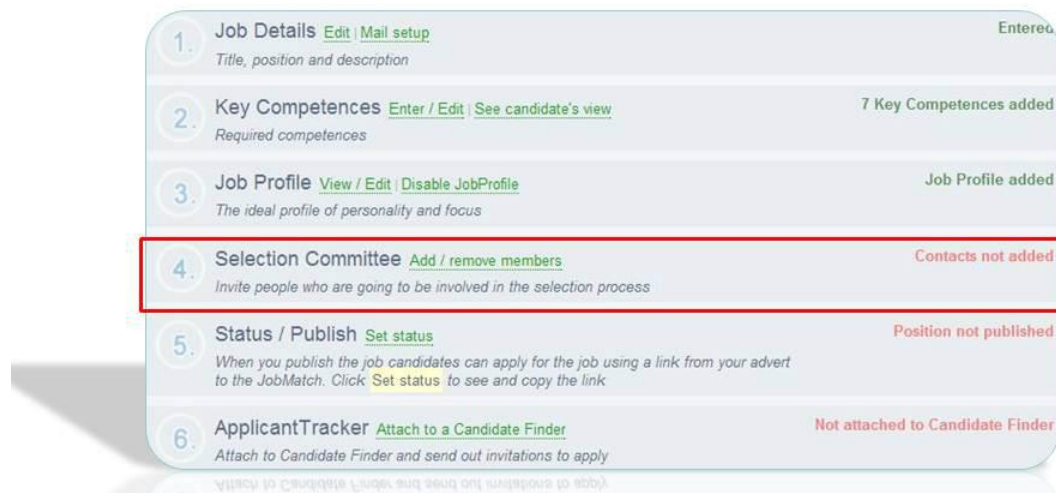 1. Job Details Edit | Mail setup Entered
Title, position and description
2. Key Competences Enter / Edit | See candidate's view 7 Key Competences added
Required competences
3. Job Profile View / Edit | Disable JobProfile Job Profile added
The ideal profile of personality and focus
4. Selection Committee Add / remove members Contacts not added
Invite people who are going to be involved in the selection process
5. Status / Publish Set status Position not published
When you publish the job candidates can apply for the job using a link from your advert
to the JobMatch. Click Set status to see and copy the link
6. ApplicantTracker Attach to a Candidate Finder Not attached to Candidate Finder
Attach to Candidate Finder and send out invitations to apply